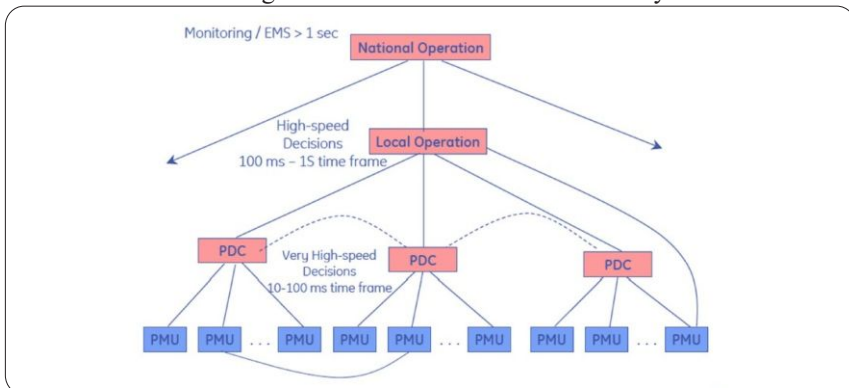 Monitoring / EMS > 1 sec
National Operation
High-speed
Decisions
100 ms – 1S time frame
Local Operation
PDC
Very High-speed
Decisions
10-100 ms time frame
PDC
PDC
PMU PMU ... PMU PMU PMU ... PMU PMU PMU ... PMU